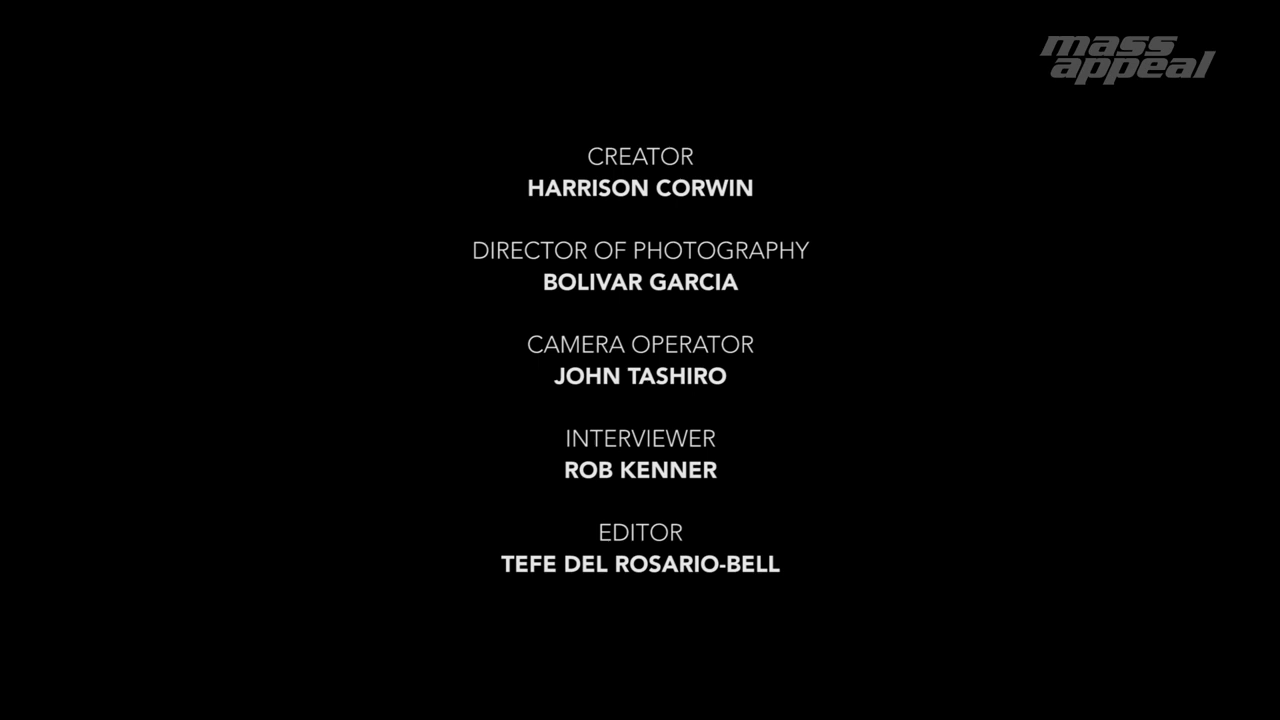 mass
appeal
CREATOR
HARRISON CORWIN
DIRECTOR OF PHOTOGRAPHY
BOLIVAR GARCIA
CAMERA OPERATOR
JOHN TASHIRO
INTERVIEWER
ROB KENNER
EDITOR
TEFE DEL ROSARIO-BELL